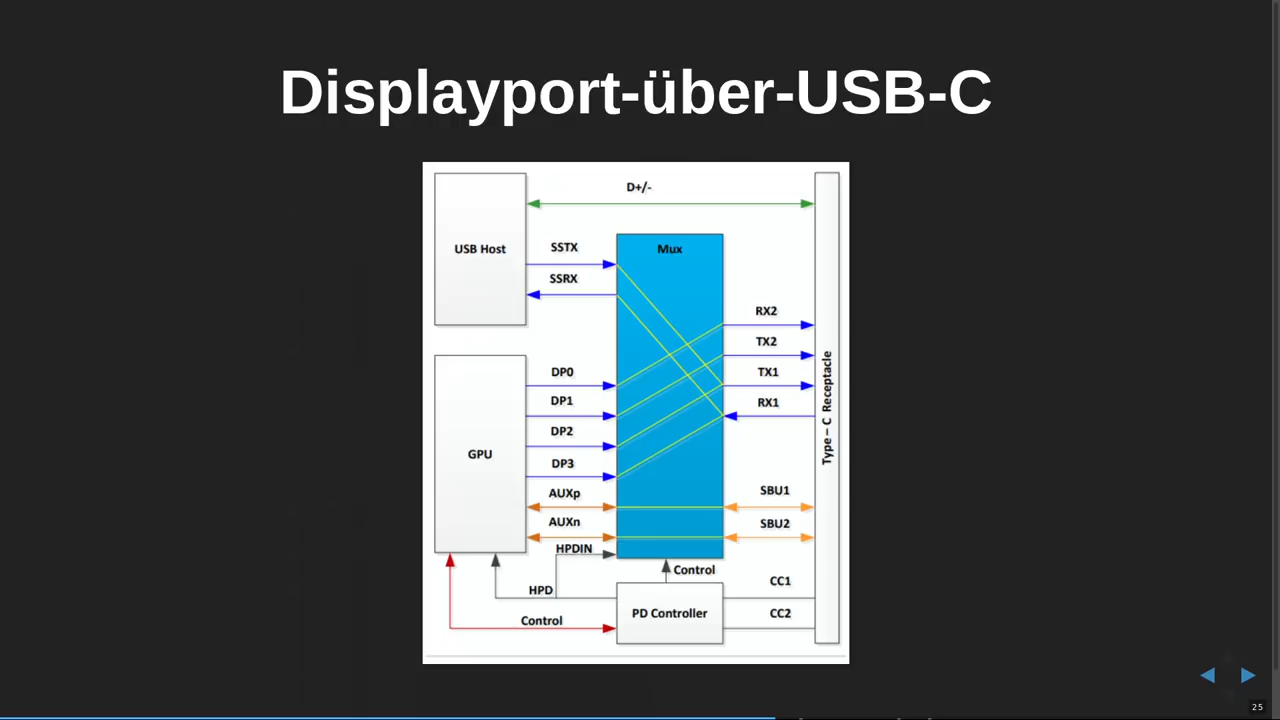 Displayport-über-USB-C
D+/-
USB Host
SSTX
Mux
SSRX
RX2
TX2
DP0
TX1
DP1
RX1
DP2
GPU
DP3
Type – C Receptacle
AUXp
SBU1
AUXn
SBU2
HPDIN
Control
CC1
HPD
PD Controller
CC2
Control
25